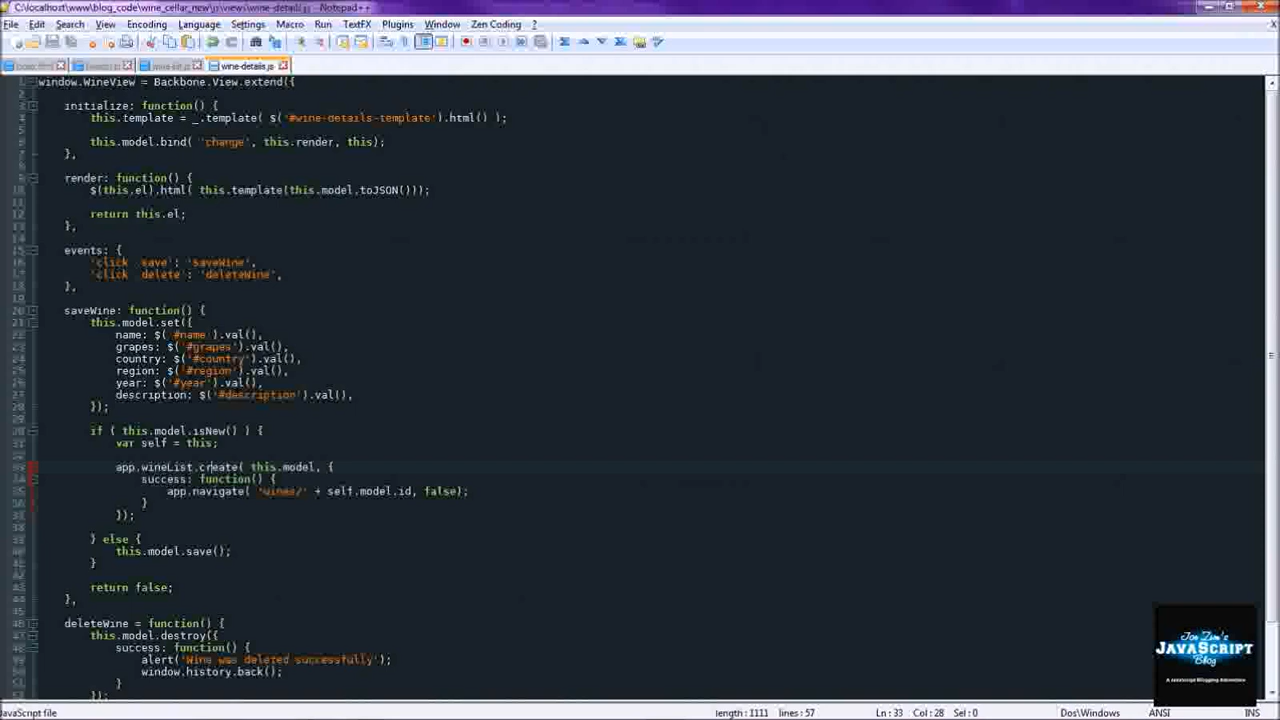 C:\localhost\www\blog_code\wine_cellar_new\js\views\wine-details.js - Notepad++
File Edit Search View Encoding Language Settings Macro Run TextFX Plugins Window Zen Coding ?
wine-details.js
window.WineView = Backbone.View.extend({
initialize: function() {
this.template = _.template( $('#wine-details-template').html() );
this.model.bind( 'change', this.render, this);
},
render: function() {
$(this.el).html( this.template(this.model.toJSON()));
return this.el;
},
events: {
'click .save': 'saveWine',
'click .delete': 'deleteWine',
},
saveWine: function() {
this.model.set({
name: $( '#name' ).val(),
grapes: $( '#grapes' ).val(),
country: $( '#country' ).val(),
region: $( '#region' ).val(),
year: $( '#year' ).val(),
description: $( '#description' ).val(),
});
if ( this.model.isNew() ) {
var self = this;
app.wineList.create( this.model, {
success: function() {
app.navigate( 'wines/' + self.model.id, false);
}
});
} else {
this.model.save();
}
return false;
},
deleteWine = function() {
this.model.destroy({
success: function() {
alert('Wine was deleted successfully');
window.history.back();
}
});
Joe Zim's
JAVASCRIPT
Blog
A JavaScript Blogging Adventure
JavaScript file length : 1111 lines : 57 Ln : 33 Col : 28 Sel : 0 Dos\Windows ANSI INS